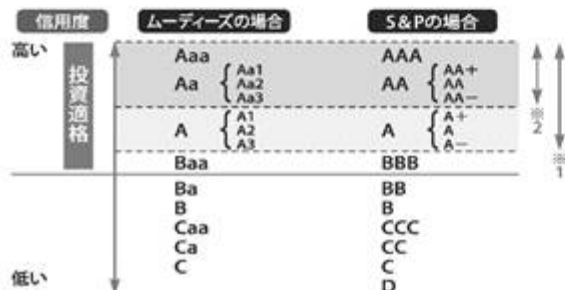 信用度 ムーディーズの場合 S&Pの場合
高い
投資適格
Aaa AAA
Aa { Aa1 Aa2 Aa3 AA { AA+ AA AA−
A { A1 A2 A3 A { A+ A A−
Baa BBB
Ba BB
B B
Caa CCC
Ca CC
C C
低い D
※2
※1